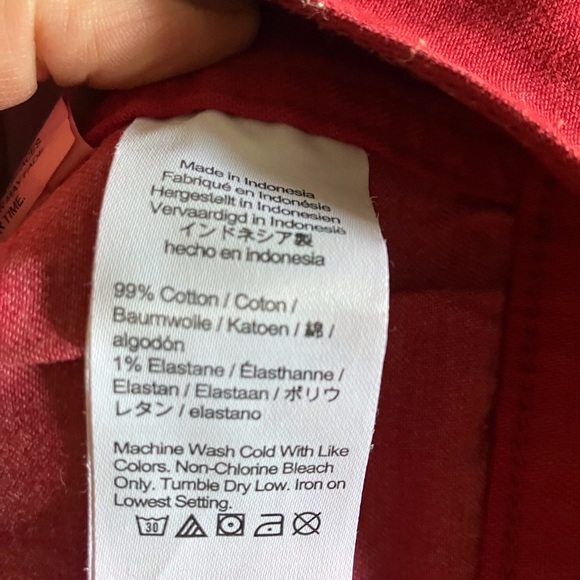 Made in Indonesia
Fabriqué en Indonésie
Hergestellt in Indonesien
Vervaardigd in Indonesië
インドネシア製
hecho en indonesia
99% Cotton / Coton /
Baumwolle / Katoen / 綿 /
algodón
1% Elastane / Élasthanne /
Elastan / Elastaan / ポリウ
レタン / elastano
Machine Wash Cold With Like
Colors. Non-Chlorine Bleach
Only. Tumble Dry Low. Iron on
Lowest Setting.
30
TIME.